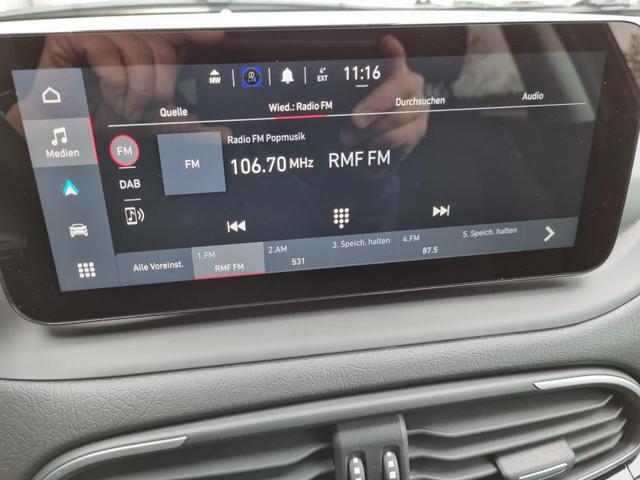 NW
4°
EXT
11:16
Quelle
Wied.: Radio FM
Durchsuchen
Audio
Medien
FM
DAB
FM
Radio FM Popmusik
106.70 MHz
RMF FM
Alle Voreinst.
1.FM
RMF FM
2.AM
531
3. Speich. halten
4.FM
87.5
5. Speich. halten